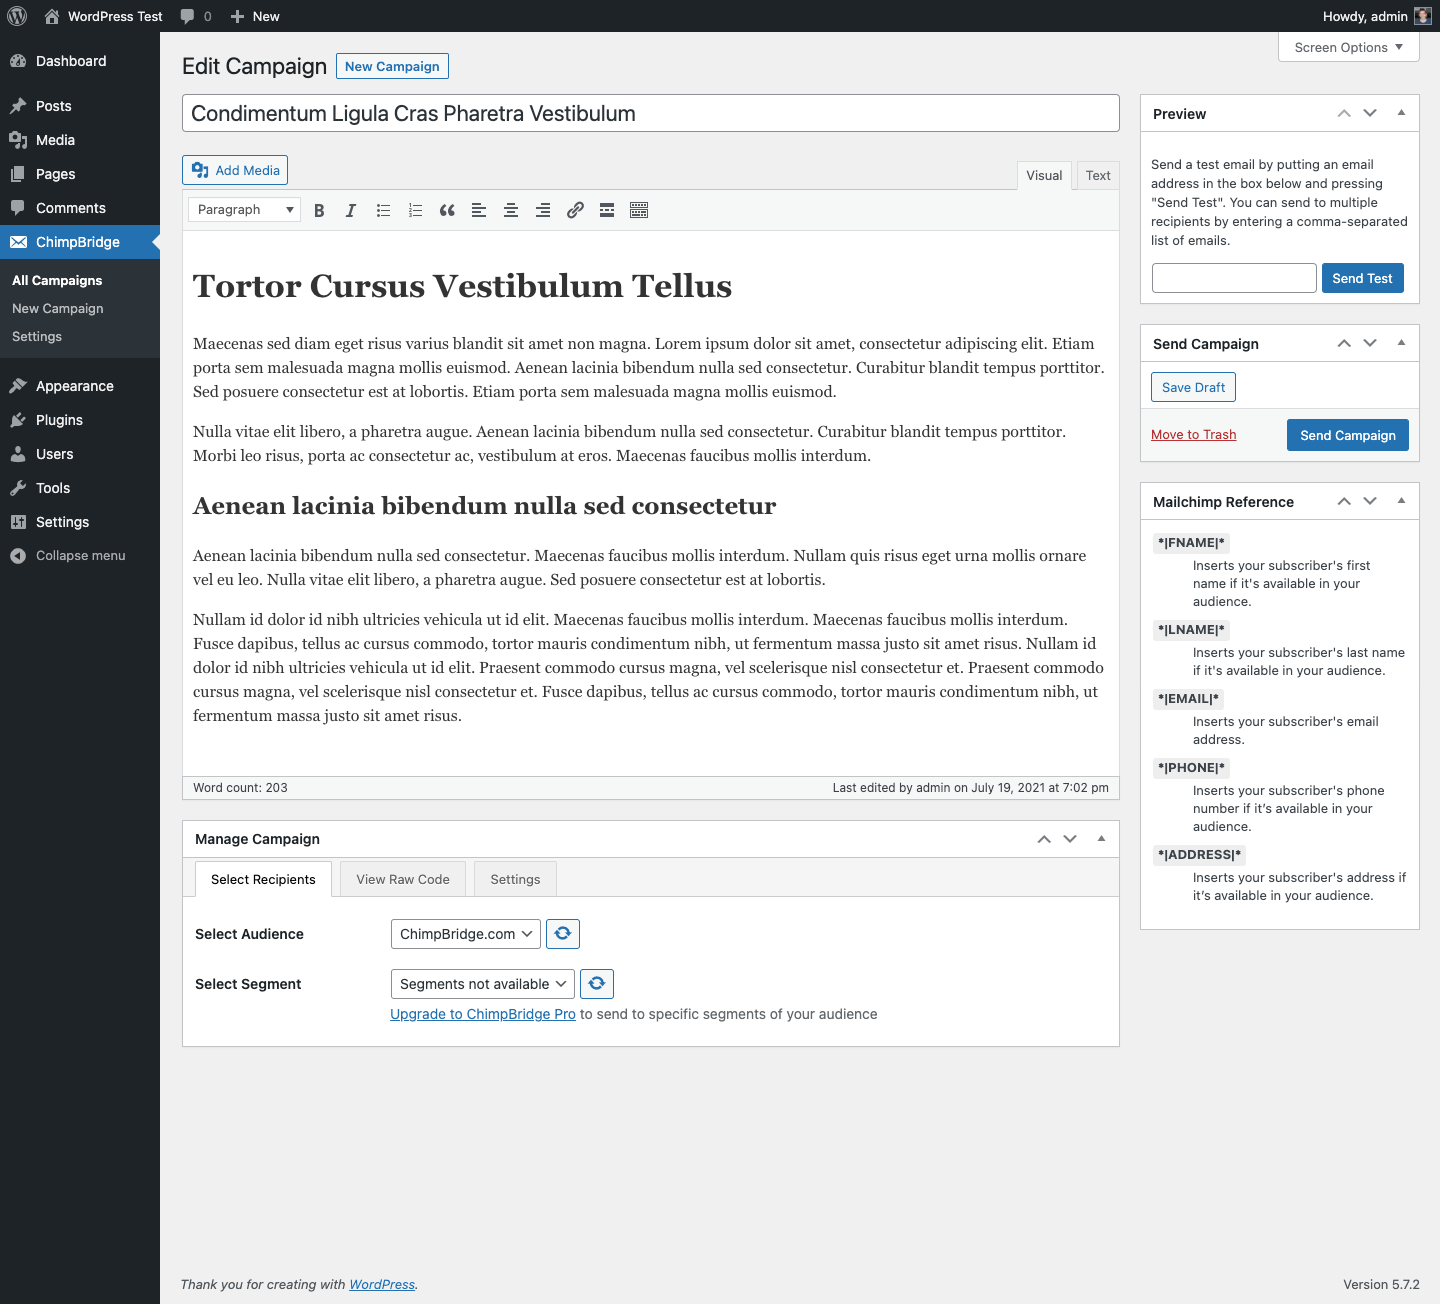 WordPress Test
0
New
Howdy, admin
Dashboard
Posts
Media
Pages
Comments
ChimpBridge
All Campaigns
New Campaign
Settings
Appearance
Plugins
Users
Tools
Settings
Collapse menu
Screen Options
Edit Campaign
New Campaign
Condimentum Ligula Cras Pharetra Vestibulum
Add Media
Visual
Text
Paragraph
Tortor Cursus Vestibulum Tellus
Maecenas sed diam eget risus varius blandit sit amet non magna. Lorem ipsum dolor sit amet, consectetur adipiscing elit. Etiam
porta sem malesuada magna mollis euismod. Aenean lacinia bibendum nulla sed consectetur. Curabitur blandit tempus porttitor.
Sed posuere consectetur est at lobortis. Etiam porta sem malesuada magna mollis euismod.
Nulla vitae elit libero, a pharetra augue. Aenean lacinia bibendum nulla sed consectetur. Curabitur blandit tempus porttitor.
Morbi leo risus, porta ac consectetur ac, vestibulum at eros. Maecenas faucibus mollis interdum.
Aenean lacinia bibendum nulla sed consectetur
Aenean lacinia bibendum nulla sed consectetur. Maecenas faucibus mollis interdum. Nullam quis risus eget urna mollis ornare
vel eu leo. Nulla vitae elit libero, a pharetra augue. Sed posuere consectetur est at lobortis.
Nullam id dolor id nibh ultricies vehicula ut id elit. Maecenas faucibus mollis interdum. Maecenas faucibus mollis interdum.
Fusce dapibus, tellus ac cursus commodo, tortor mauris condimentum nibh, ut fermentum massa justo sit amet risus. Nullam id
dolor id nibh ultricies vehicula ut id elit. Praesent commodo cursus magna, vel scelerisque nisl consectetur et. Praesent commodo
cursus magna, vel scelerisque nisl consectetur et. Fusce dapibus, tellus ac cursus commodo, tortor mauris condimentum nibh, ut
fermentum massa justo sit amet risus.
Word count: 203
Last edited by admin on July 19, 2021 at 7:02 pm
Manage Campaign
Select Recipients
View Raw Code
Settings
Select Audience
ChimpBridge.com
Select Segment
Segments not available
Upgrade to ChimpBridge Pro to send to specific segments of your audience
Preview
Send a test email by putting an email
address in the box below and pressing
"Send Test". You can send to multiple
recipients by entering a comma-separated
list of emails.
Send Test
Send Campaign
Save Draft
Move to Trash
Send Campaign
Mailchimp Reference
*|FNAME|*
Inserts your subscriber's first
name if it's available in your
audience.
*|LNAME|*
Inserts your subscriber's last name
if it's available in your audience.
*|EMAIL|*
Inserts your subscriber's email
address.
*|PHONE|*
Inserts your subscriber's phone
number if it’s available in your
audience.
*|ADDRESS|*
Inserts your subscriber's address if
it’s available in your audience.
Thank you for creating with WordPress.
Version 5.7.2